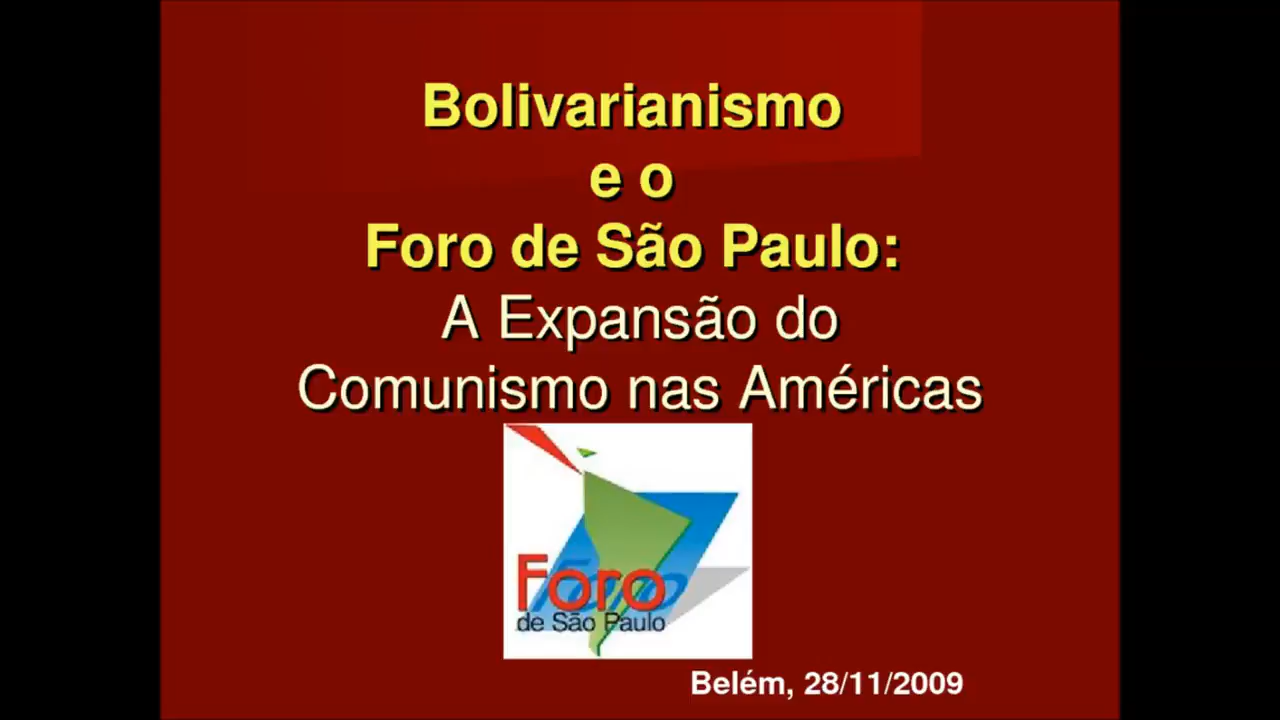 Bolivarianismo
e o
Foro de São Paulo:
A Expansão do
Comunismo nas Américas
Foro
de São Paulo
Belém, 28/11/2009